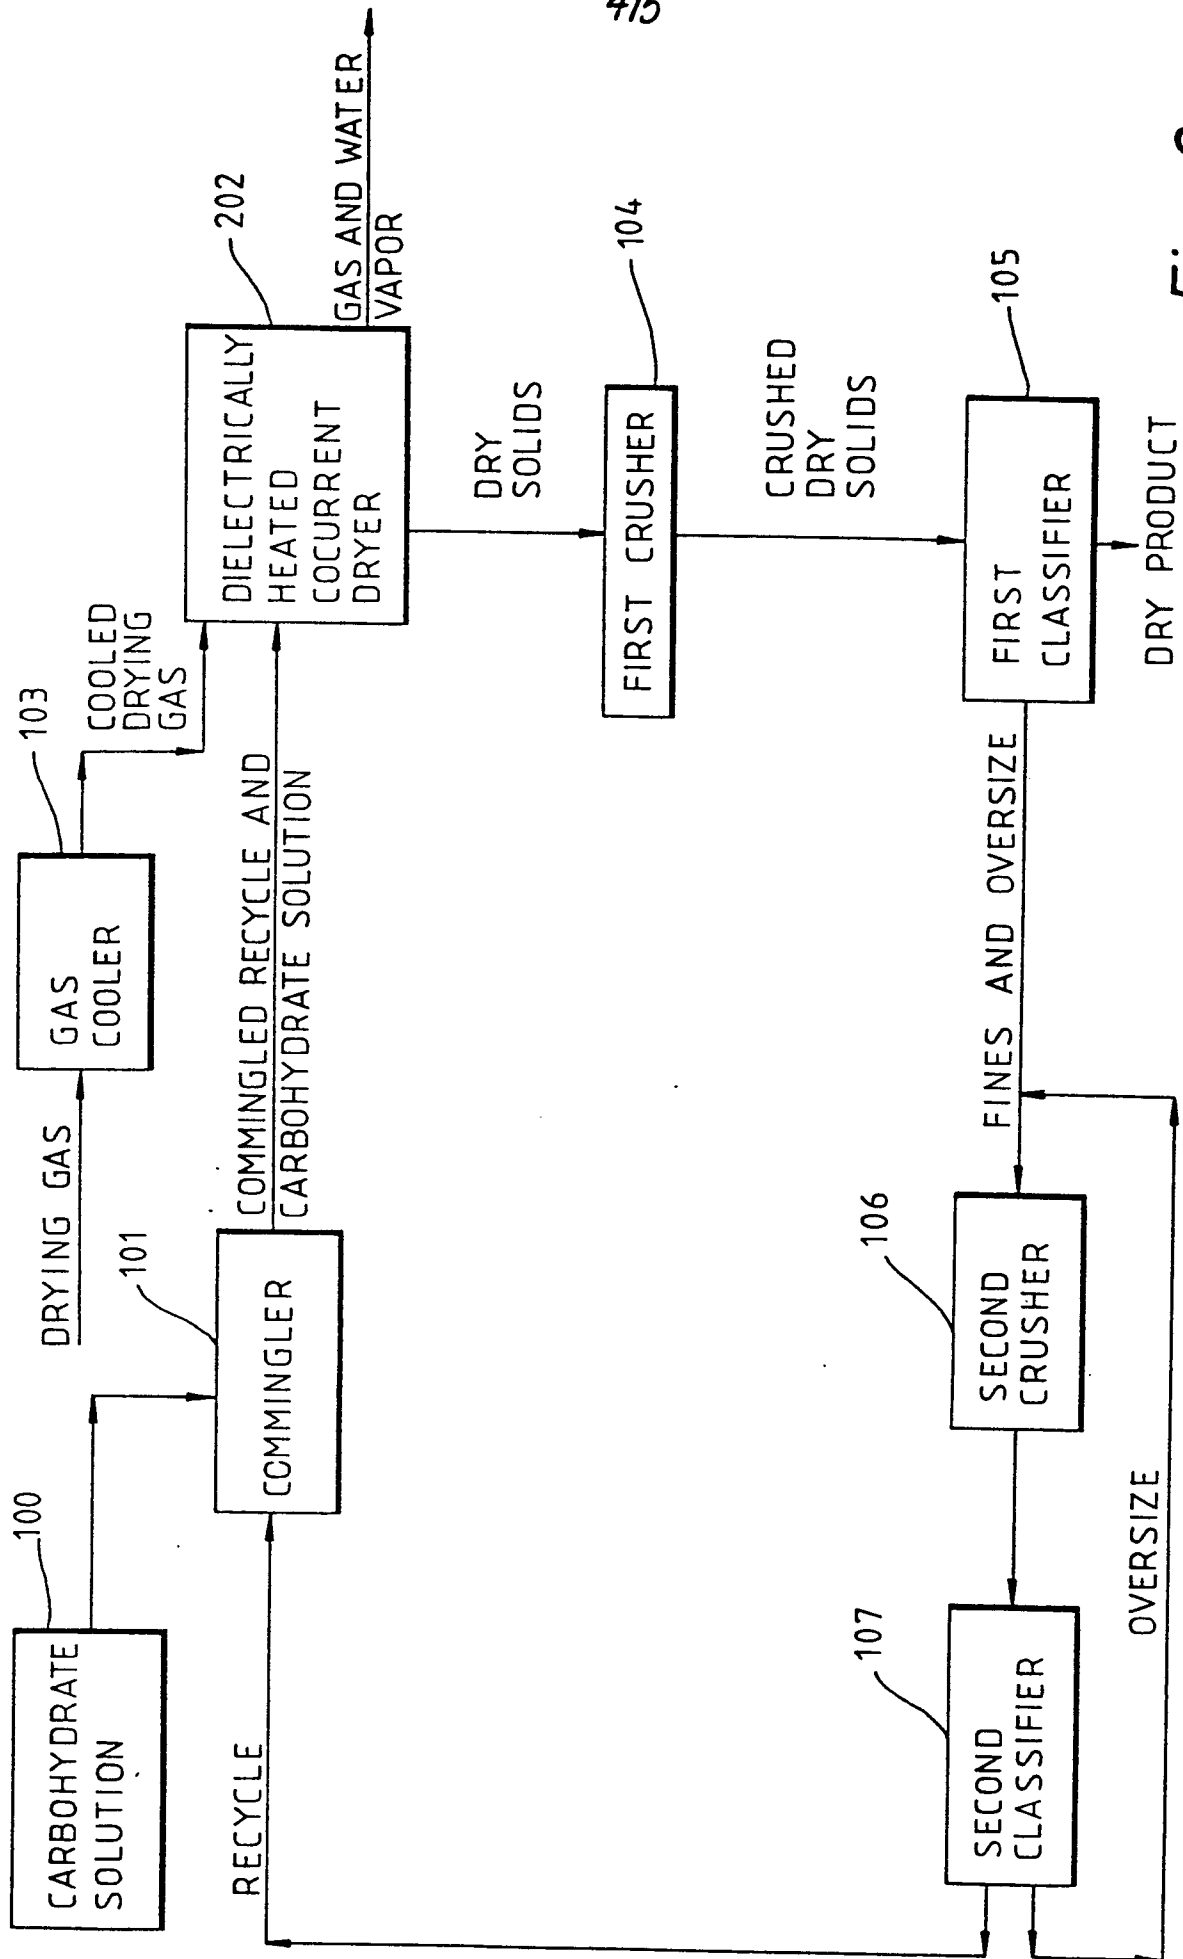 4/5
100
CARBOHYDRATE
SOLUTION
DRYING GAS
GAS
COOLER
103
COOLED
DRYING
GAS
101
COMMINGLER
RECYCLE
COMMINGLED RECYCLE AND
CARBOHYDRATE SOLUTION
202
DIELECTRICALLY
HEATED
COCURRENT
DRYER
GAS AND WATER
VAPOR
DRY
SOLIDS
104
FIRST CRUSHER
CRUSHED
DRY
SOLIDS
105
FIRST
CLASSIFIER
DRY PRODUCT
FINES AND OVERSIZE
106
SECOND
CRUSHER
107
SECOND
CLASSIFIER
OVERSIZE